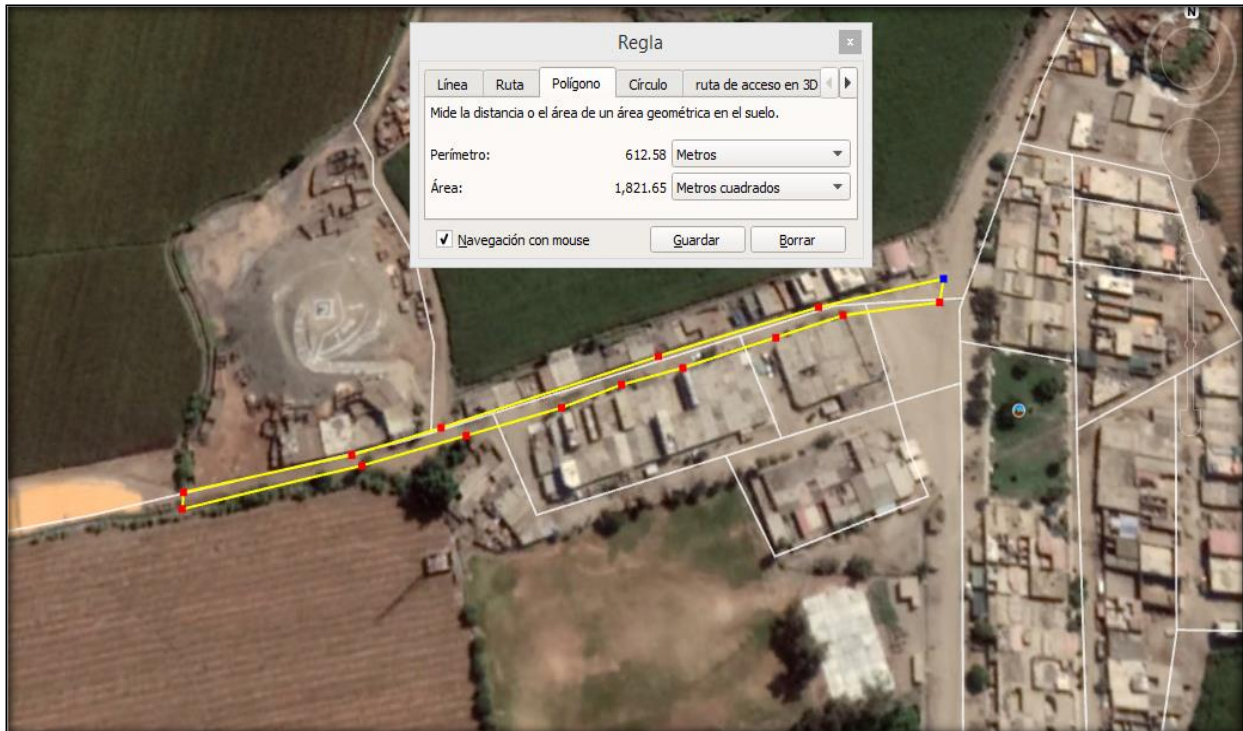 N
Regla
x
Línea Ruta Polígono Círculo ruta de acceso en 3D
Mide la distancia o el área de un área geométrica en el suelo.
Perímetro: 612.58 Metros
Área: 1,821.65 Metros cuadrados
Navegación con mouse Guardar Borrar